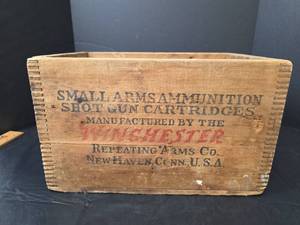 SMALL ARMS AMMUNITION
SHOT GUN CARTRIDGES
MANUFACTURED BY THE
WINCHESTER
REPEATING ARMS CO.
NEW HAVEN, CONN. U.S.A.